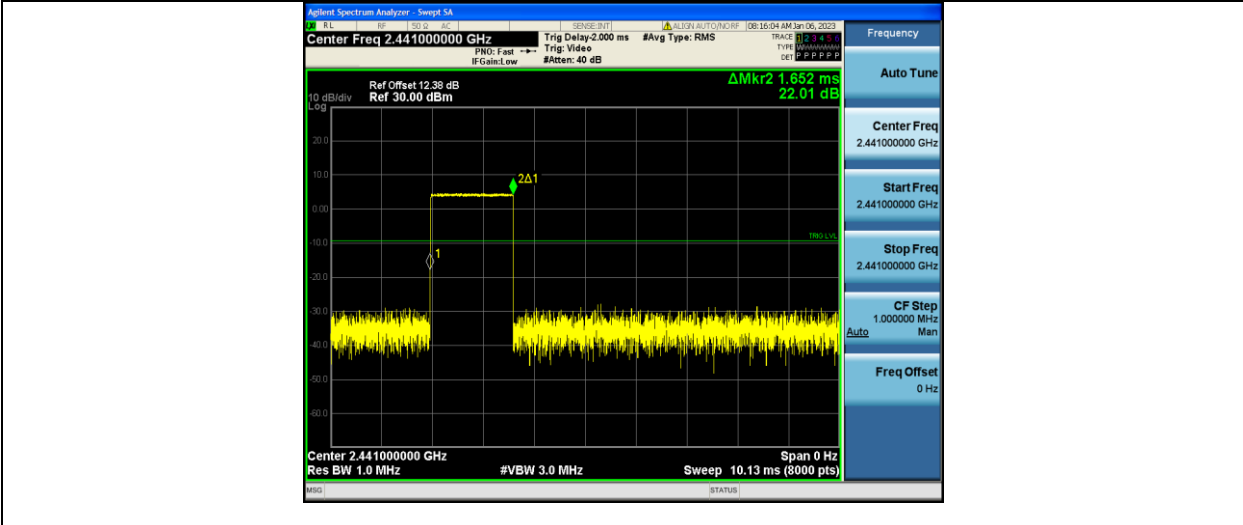 Agilent Spectrum Analyzer - Swept SA
RL RF 50 Ω AC SENSE:INT ALIGN AUTO/NO RF 08:16:04 AM Jan 06, 2023
Center Freq 2.441000000 GHz
PNO: Fast
IFGain:Low
Trig Delay-2.000 ms
Trig: Video
#Atten: 40 dB
#Avg Type: RMS
TRACE 1 2 3 4 5 6
TYPE WWWWWW
DET P P P P P P
ΔMkr2 1.652 ms
22.01 dB
Ref Offset 12.38 dB
10 dB/div Ref 30.00 dBm
Log
20.0
10.0
0.00
-10.0
-20.0
-30.0
-40.0
-50.0
-60.0
2Δ1
TRIG LVL
1
Center 2.441000000 GHz Span 0 Hz
Res BW 1.0 MHz #VBW 3.0 MHz Sweep 10.13 ms (8000 pts)
MSG STATUS
Frequency
Auto Tune
Center Freq
2.441000000 GHz
Start Freq
2.441000000 GHz
Stop Freq
2.441000000 GHz
CF Step
1.000000 MHz
Auto Man
Freq Offset
0 Hz